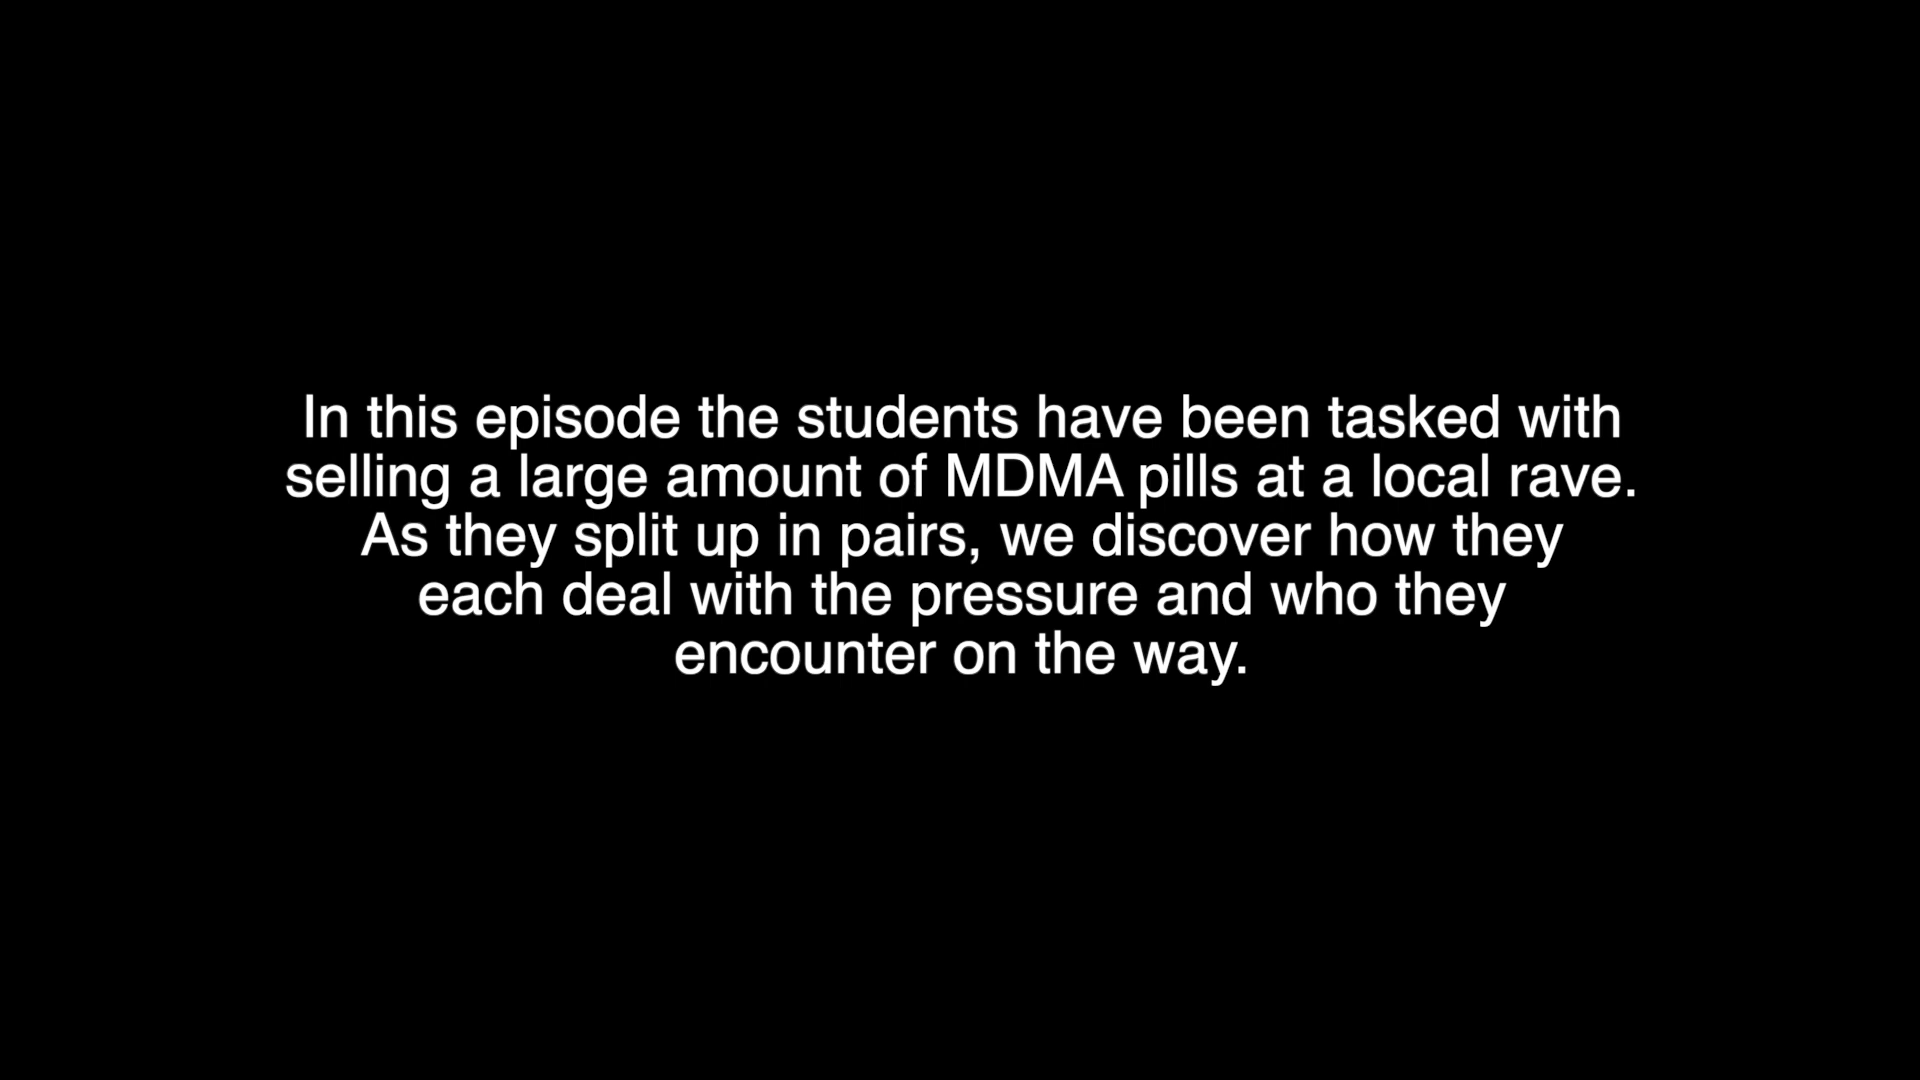 In this episode the students have been tasked with
selling a large amount of MDMA pills at a local rave.
As they split up in pairs, we discover how they
each deal with the pressure and who they
encounter on the way.